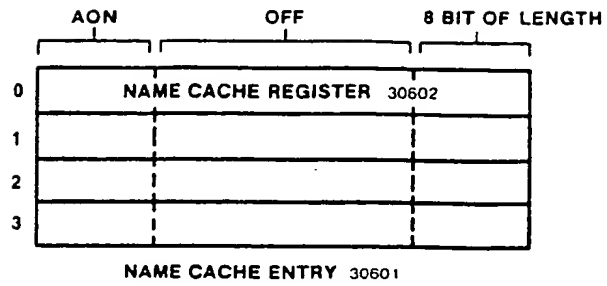 AON OFF 8 BIT OF LENGTH
0 NAME CACHE REGISTER 30602
1
2
3
NAME CACHE ENTRY 30601